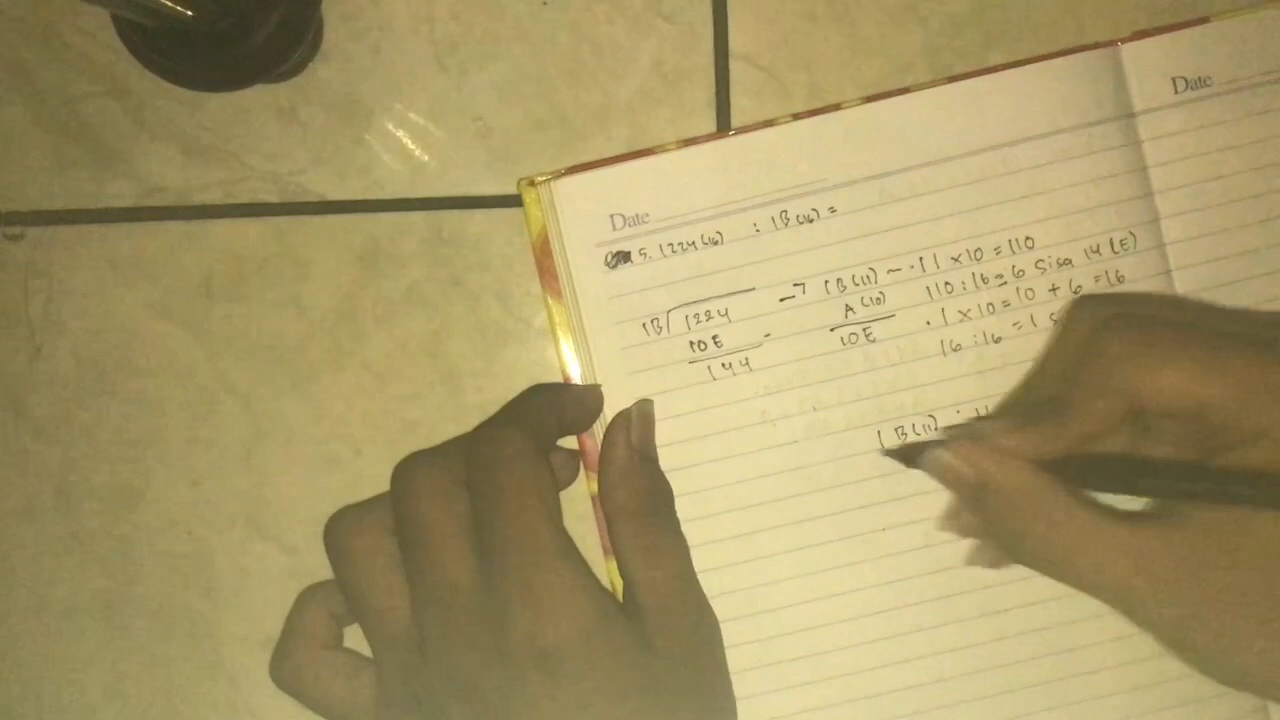 Date
Date
5. 1224(16) : 1B(16) =
1B 1224 → 1B(11) ~ . 11 x 10 = 110
10E - A(10) 110 : 16 = 6 sisa 14 (E)
144 10E . 1 x 10 = 10 + 6 = 16
16 : 16 = 1
1B(11) :